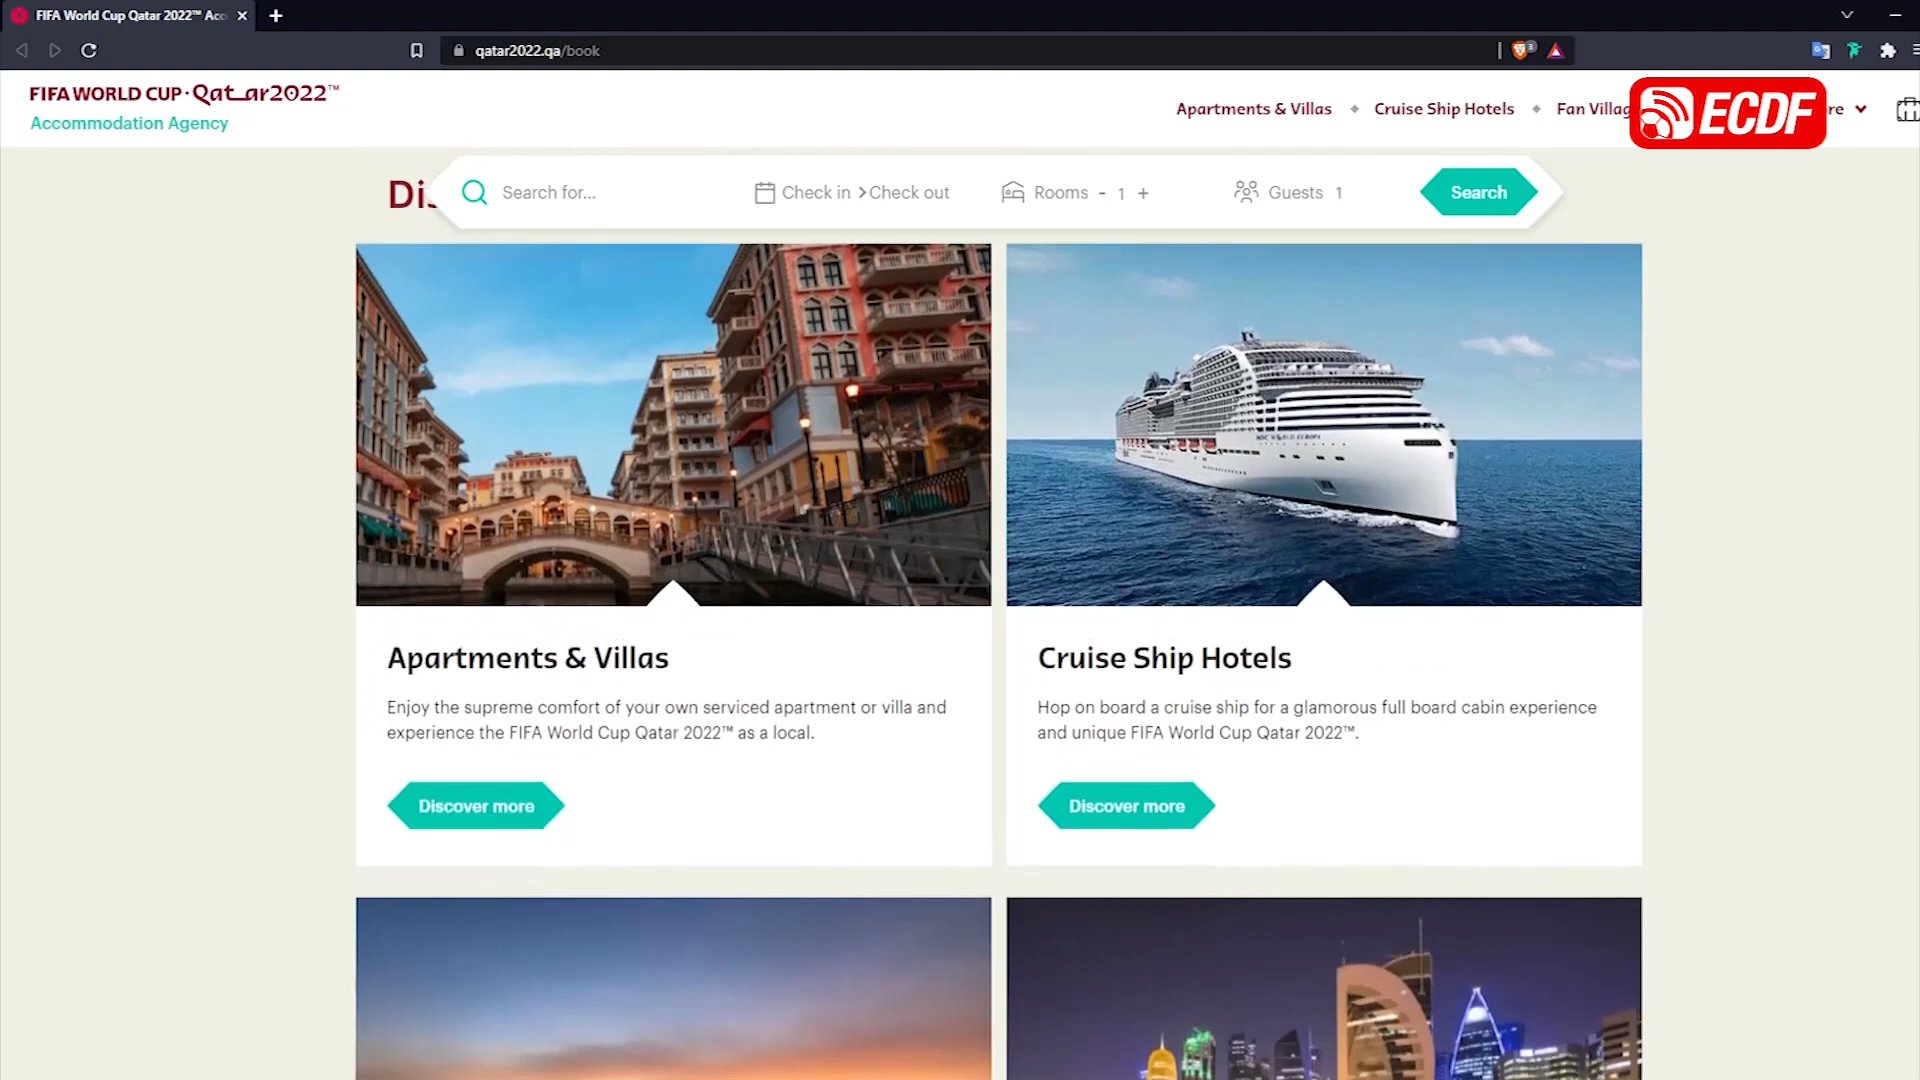 FIFA World Cup Qatar 2022™ Acc
qatar2022.qa/book
FIFA WORLD CUP · Qatar2022™
Accommodation Agency
Apartments & Villas
Cruise Ship Hotels
Fan Villag
re
ECDF
Dis
Search for...
Check in > Check out
Rooms - 1 +
Guests 1
Search
MSC WORLD EUROPA
Apartments & Villas
Enjoy the supreme comfort of your own serviced apartment or villa and
experience the FIFA World Cup Qatar 2022™ as a local.
Discover more
Cruise Ship Hotels
Hop on board a cruise ship for a glamorous full board cabin experience
and unique FIFA World Cup Qatar 2022™.
Discover more